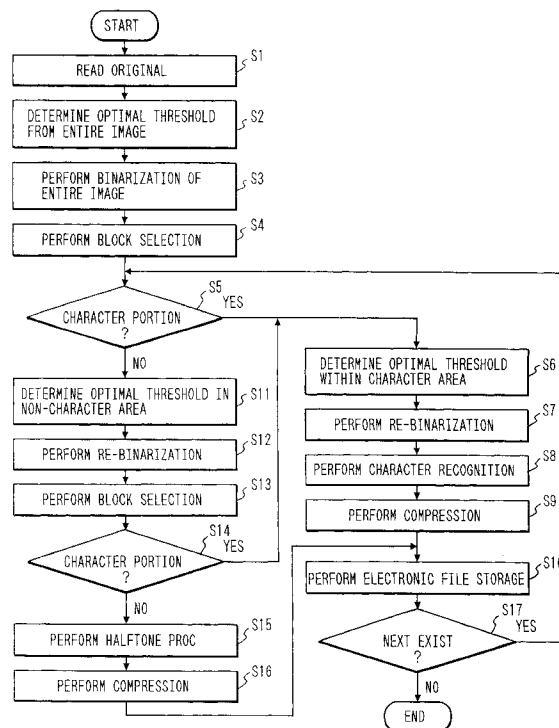 START
READ ORIGINAL
S1
DETERMINE OPTIMAL THRESHOLD
FROM ENTIRE IMAGE
S2
PERFORM BINARIZATION OF
ENTIRE IMAGE
S3
PERFORM BLOCK SELECTION
S4
CHARACTER PORTION
?
S5
YES
NO
DETERMINE OPTIMAL THRESHOLD
WITHIN CHARACTER AREA
S6
PERFORM RE-BINARIZATION
S7
PERFORM CHARACTER RECOGNITION
S8
PERFORM COMPRESSION
S9
DETERMINE OPTIMAL THRESHOLD IN
NON-CHARACTER AREA
S11
PERFORM RE-BINARIZATION
S12
PERFORM BLOCK SELECTION
S13
CHARACTER PORTION
?
S14
YES
NO
PERFORM HALFTONE PROC
S15
PERFORM COMPRESSION
S16
PERFORM ELECTRONIC FILE STORAGE
S10
NEXT EXIST
?
S17
YES
NO
END